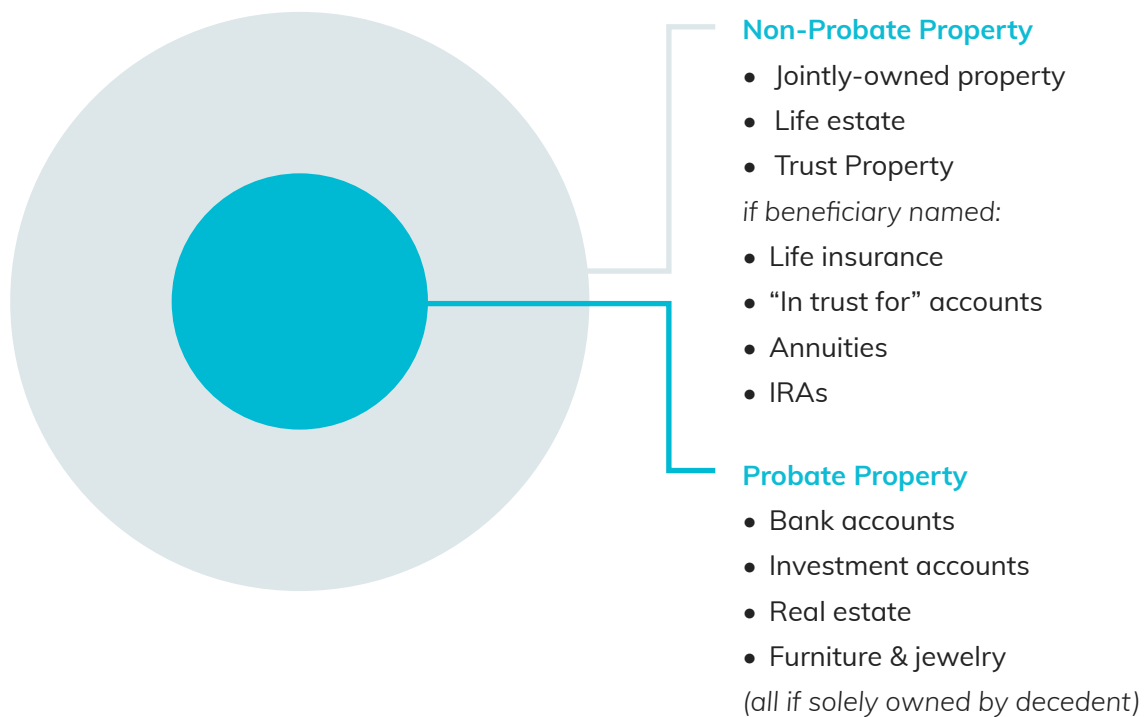 Non-Probate Property
• Jointly-owned property
• Life estate
• Trust Property
if beneficiary named:
• Life insurance
• “In trust for” accounts
• Annuities
• IRAs
Probate Property
• Bank accounts
• Investment accounts
• Real estate
• Furniture & jewelry
(all if solely owned by decedent)